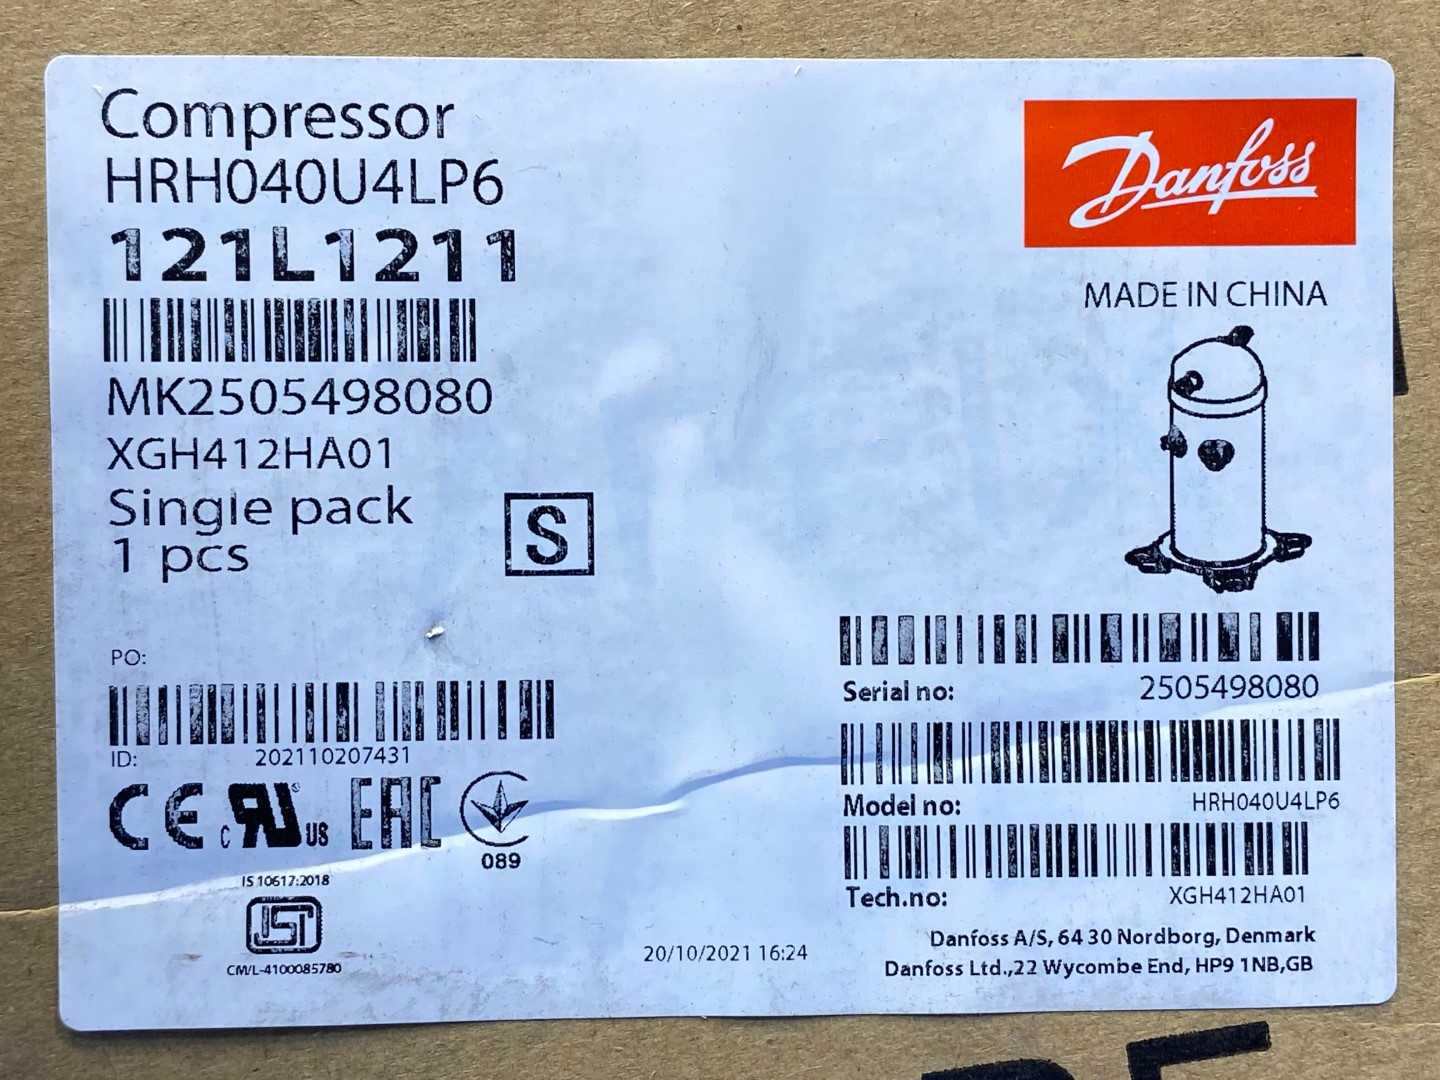 Compressor
HRH040U4LP6
121L1211
MK2505498080
XGH412HA01
Single pack
1 pcs
S
PO:
ID: 202110207431
CE c RU ® US EAC
089
IS 10617:2018
ISI
CM/L-4100085780
20/10/2021 16:24
Danfoss
MADE IN CHINA
Serial no: 2505498080
Model no: HRH040U4LP6
Tech.no: XGH412HA01
Danfoss A/S, 64 30 Nordborg, Denmark
Danfoss Ltd.,22 Wycombe End, HP9 1NB,GB